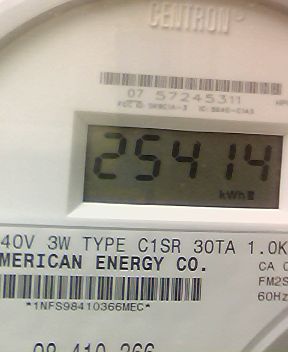 CENTRON
07 57245311
25414
kWh
40V 3W TYPE C1SR 30TA 1.0K
MERICAN ENERGY CO.
CA
FM2S
60Hz
*1NFS98410366MEC*